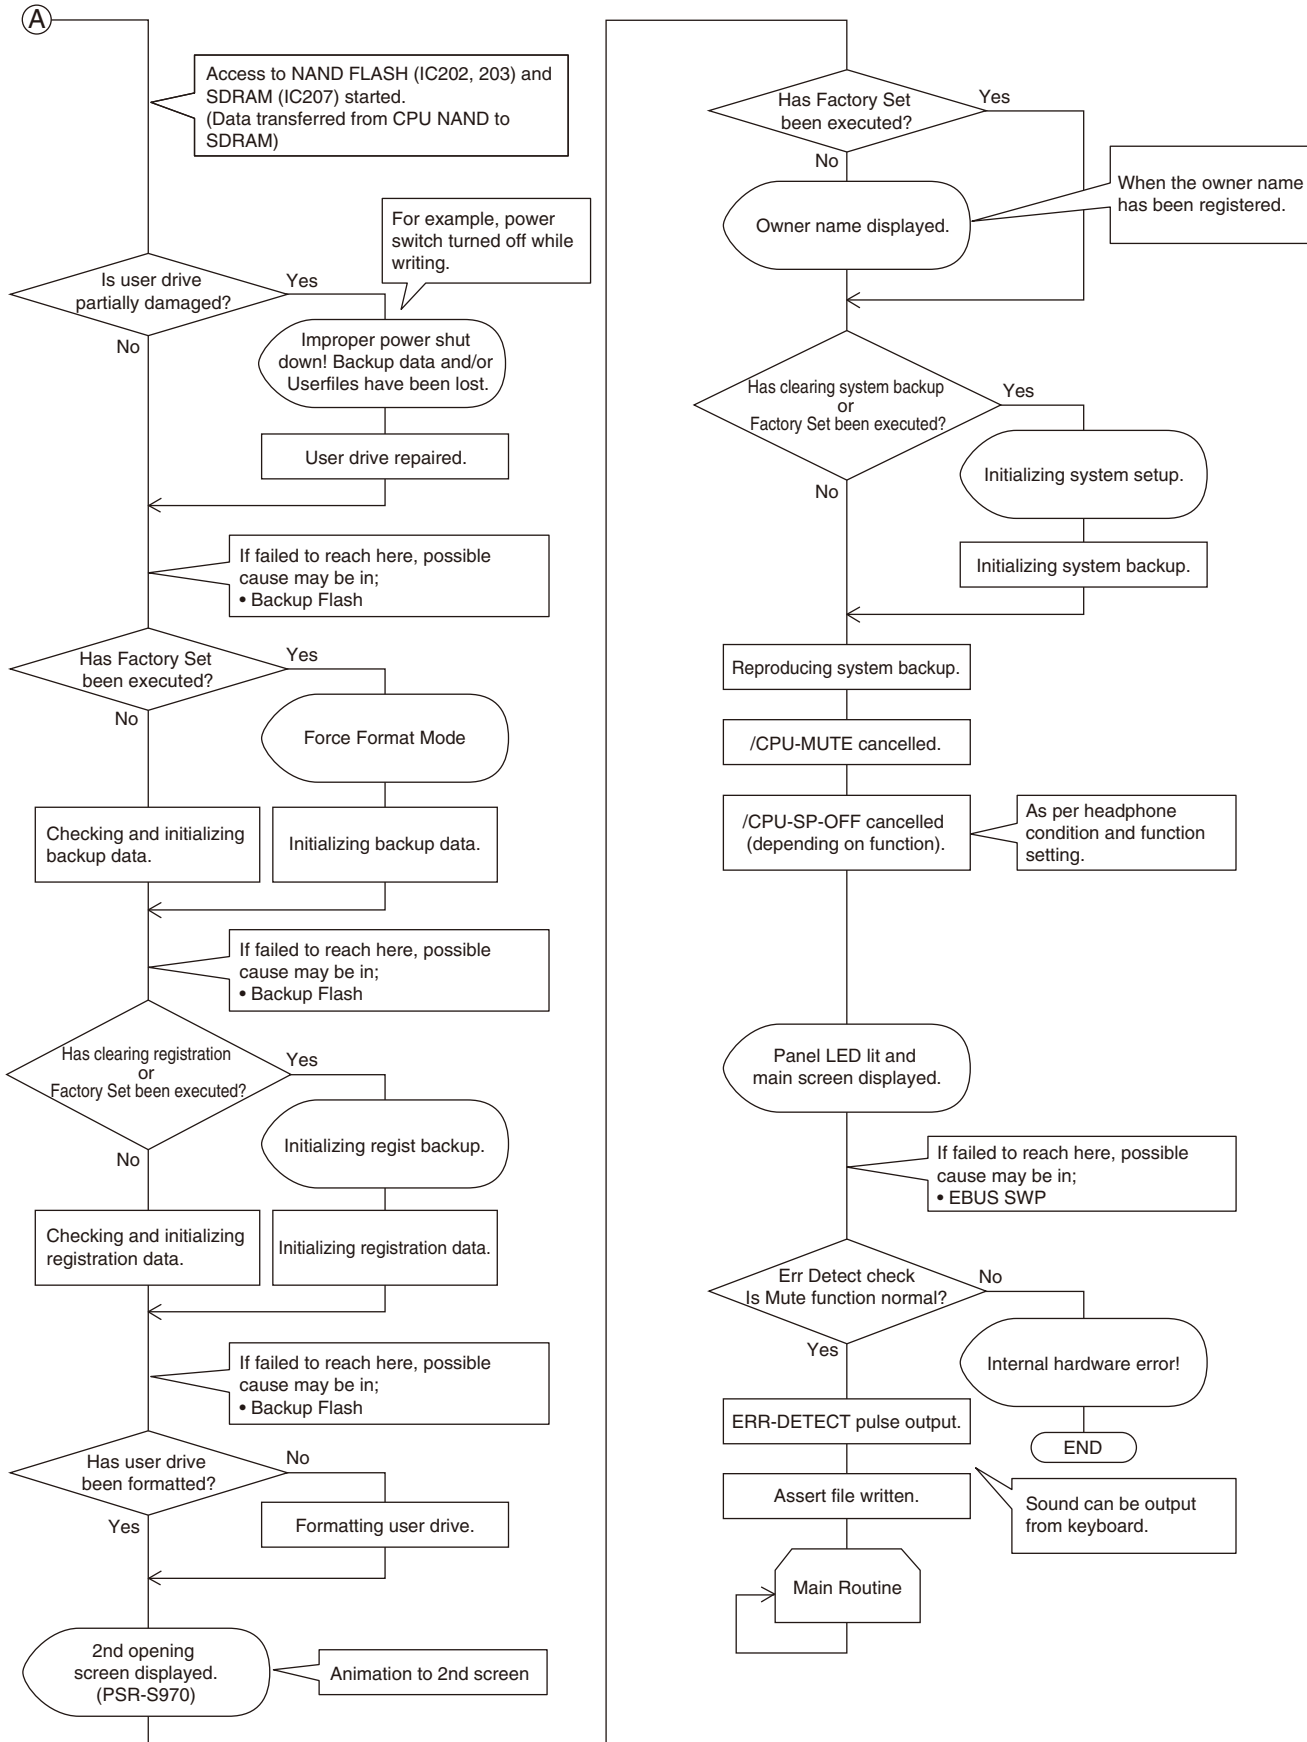 A
Access to NAND FLASH (IC202, 203) and
SDRAM (IC207) started.
(Data transferred from CPU NAND to
SDRAM)
For example, power
switch turned off while
writing.
Is user drive
partially damaged?
Yes
No
Improper power shut
down! Backup data and/or
Userfiles have been lost.
User drive repaired.
If failed to reach here, possible
cause may be in;
• Backup Flash
Has Factory Set
been executed?
Yes
No
Force Format Mode
Checking and initializing
backup data.
Initializing backup data.
If failed to reach here, possible
cause may be in;
• Backup Flash
Has clearing registration
or
Factory Set been executed?
Yes
No
Initializing regist backup.
Checking and initializing
registration data.
Initializing registration data.
If failed to reach here, possible
cause may be in;
• Backup Flash
Has user drive
been formatted?
No
Yes
Formatting user drive.
2nd opening
screen displayed.
(PSR-S970)
Animation to 2nd screen
Has Factory Set
been executed?
Yes
No
Owner name displayed.
When the owner name
has been registered.
Has clearing system backup
or
Factory Set been executed?
Yes
No
Initializing system setup.
Initializing system backup.
Reproducing system backup.
/CPU-MUTE cancelled.
/CPU-SP-OFF cancelled
(depending on function).
As per headphone
condition and function
setting.
Panel LED lit and
main screen displayed.
If failed to reach here, possible
cause may be in;
• EBUS SWP
Err Detect check
Is Mute function normal?
No
Yes
Internal hardware error!
END
ERR-DETECT pulse output.
Assert file written.
Sound can be output
from keyboard.
Main Routine